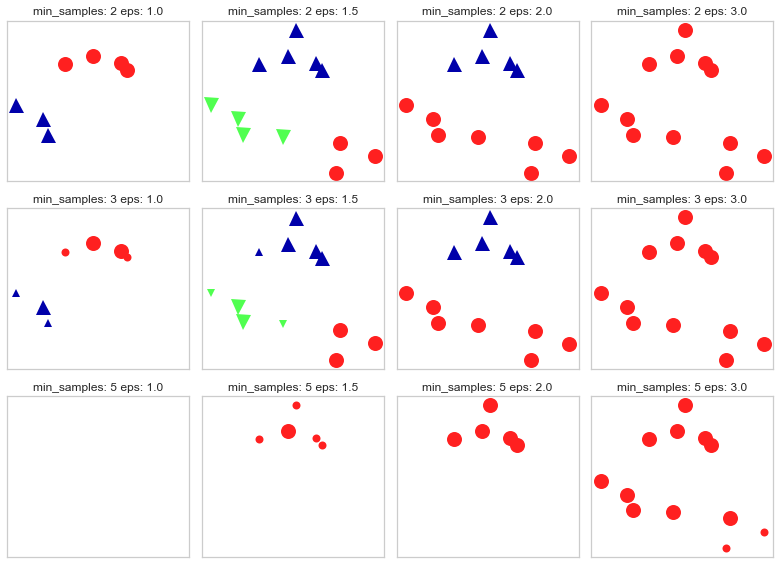 min_samples: 2 eps: 1.0
min_samples: 2 eps: 1.5
min_samples: 2 eps: 2.0
min_samples: 2 eps: 3.0
min_samples: 3 eps: 1.0
min_samples: 3 eps: 1.5
min_samples: 3 eps: 2.0
min_samples: 3 eps: 3.0
min_samples: 5 eps: 1.0
min_samples: 5 eps: 1.5
min_samples: 5 eps: 2.0
min_samples: 5 eps: 3.0